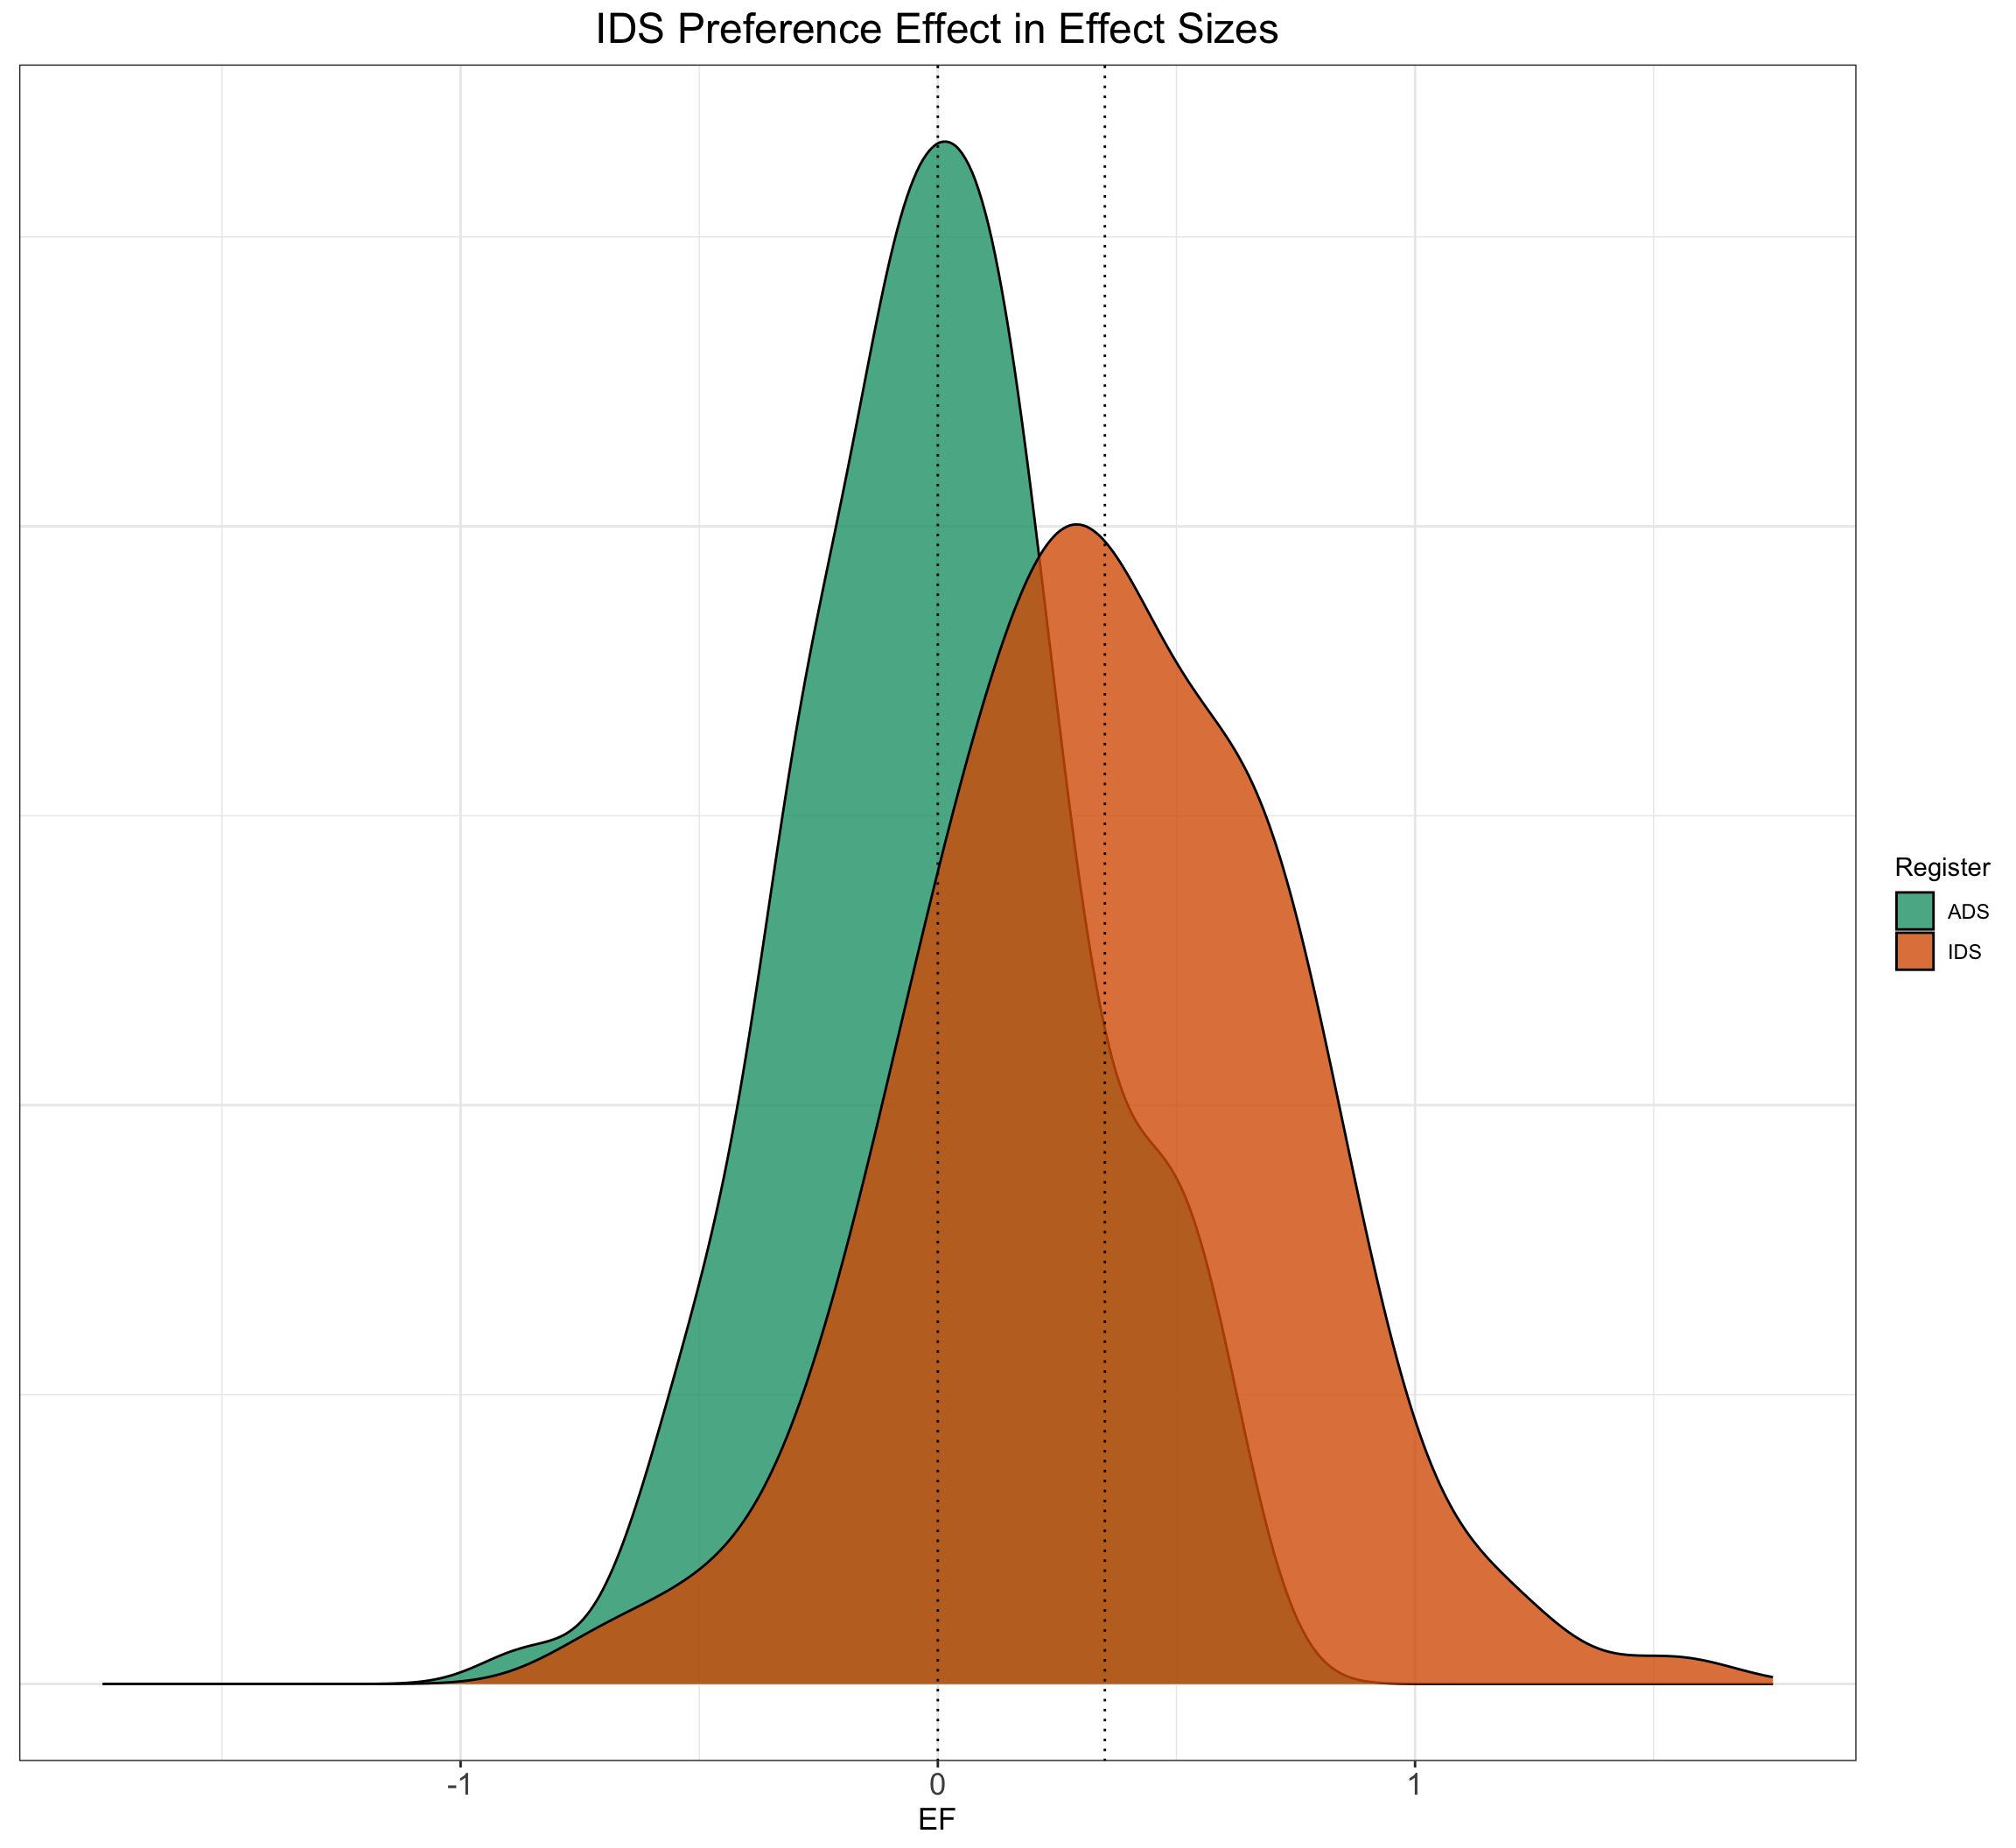 IDS Preference Effect in Effect Sizes
Register
ADS
IDS
-1 0 1
EF